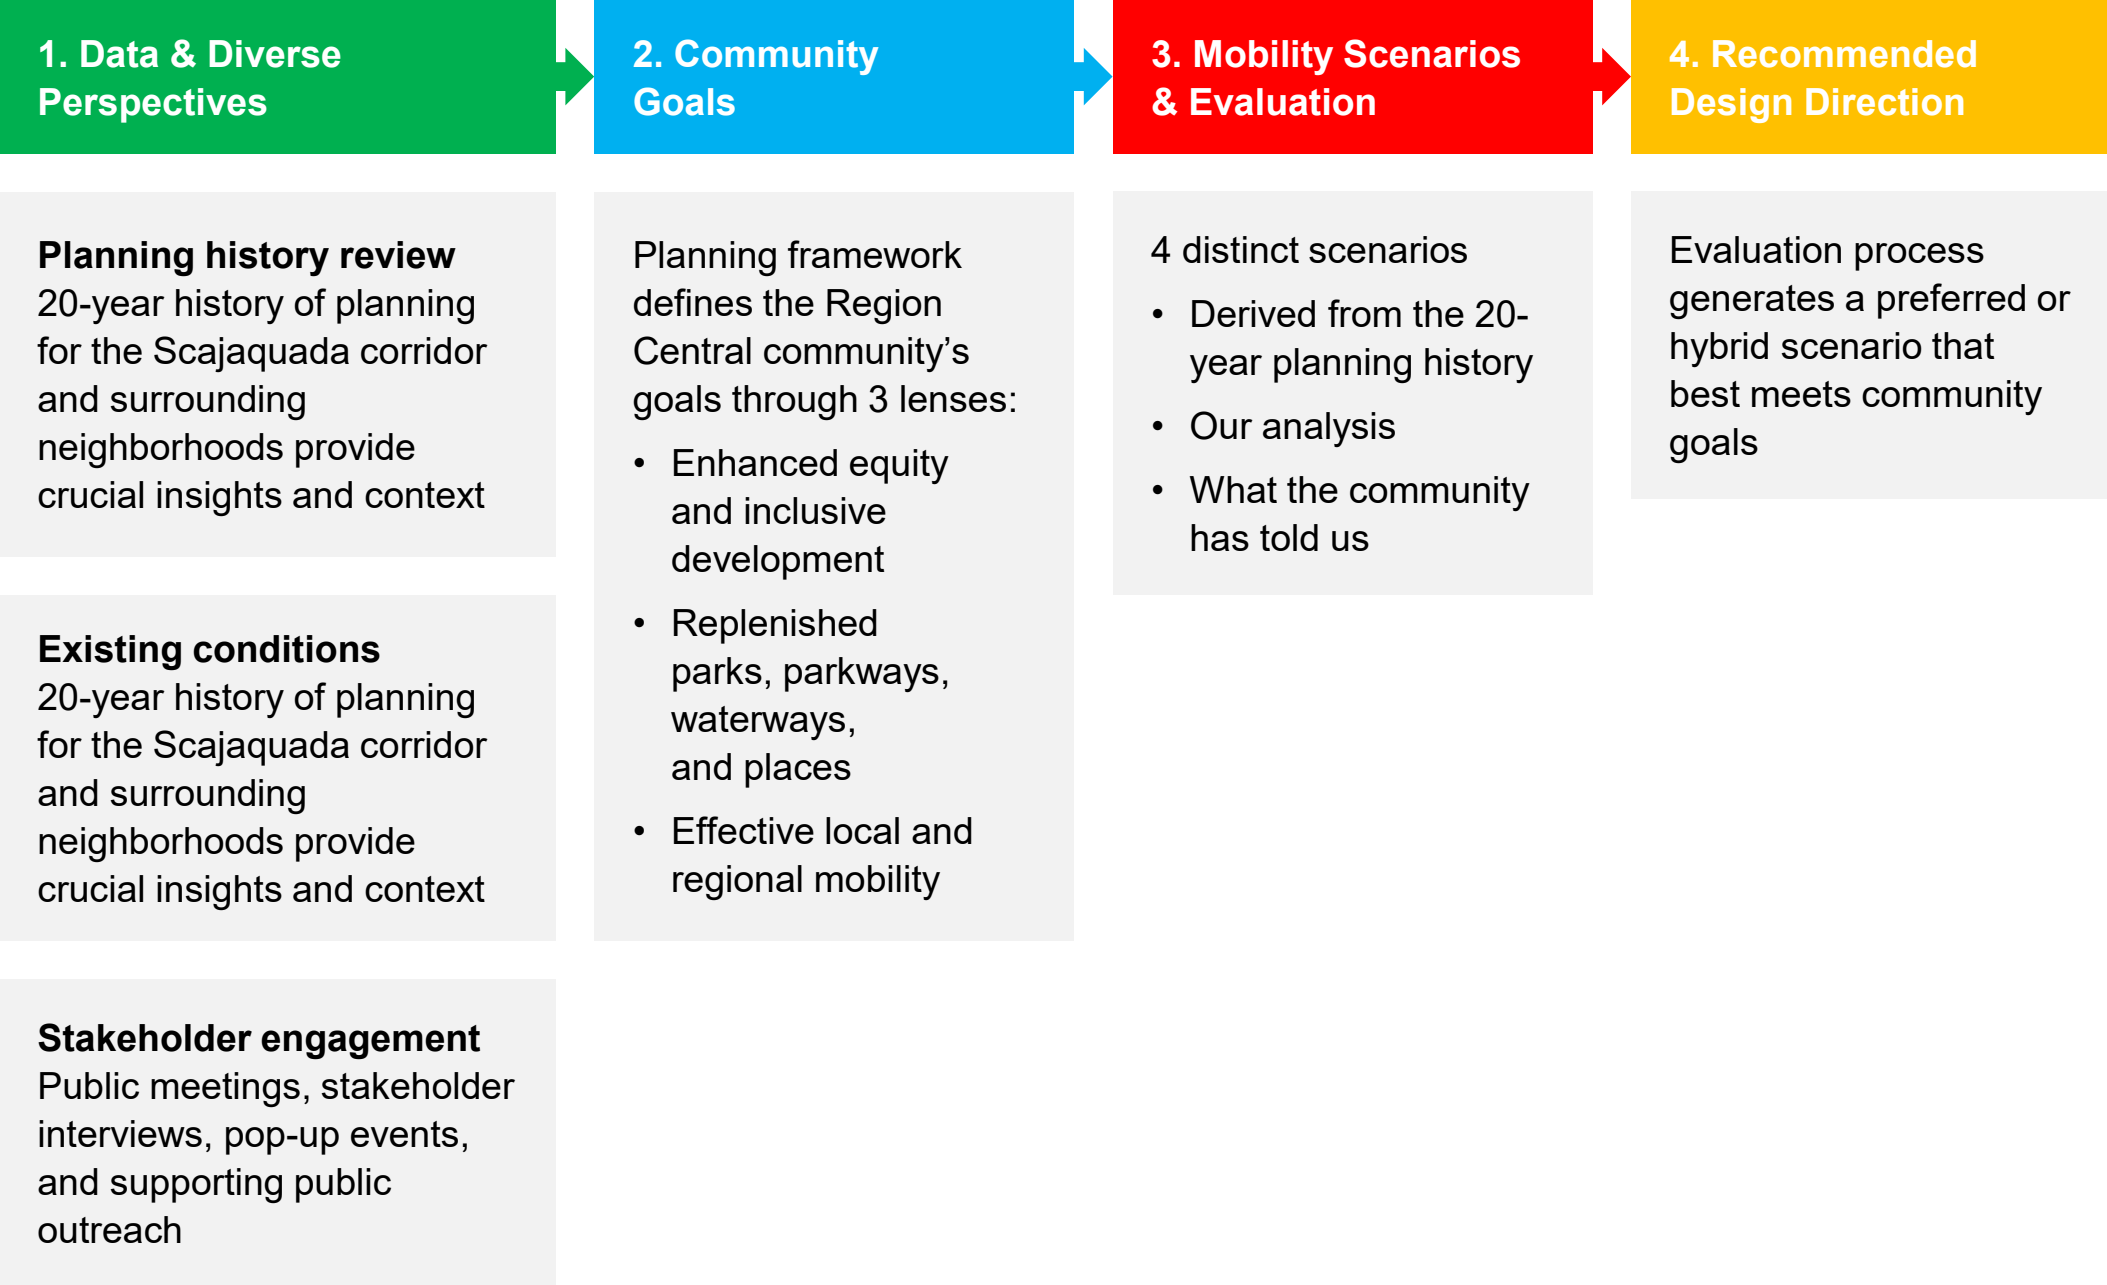 1. Data & Diverse
Perspectives
Planning history review
20-year history of planning
for the Scajaquada corridor
and surrounding
neighborhoods provide
crucial insights and context
Existing conditions
20-year history of planning
for the Scajaquada corridor
and surrounding
neighborhoods provide
crucial insights and context
Stakeholder engagement
Public meetings, stakeholder
interviews, pop-up events,
and supporting public
outreach
2. Community
Goals
Planning framework
defines the Region
Central community’s
goals through 3 lenses:
• Enhanced equity
and inclusive
development
• Replenished
parks, parkways,
waterways,
and places
• Effective local and
regional mobility
3. Mobility Scenarios
& Evaluation
4 distinct scenarios
• Derived from the 20-
year planning history
• Our analysis
• What the community
has told us
4. Recommended
Design Direction
Evaluation process
generates a preferred or
hybrid scenario that
best meets community
goals